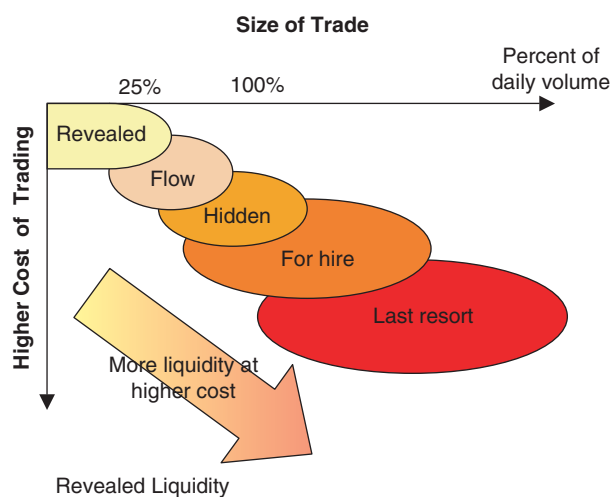 Size of Trade
Percent of
daily volume
25%
100%
Higher Cost of Trading
Revealed
Flow
Hidden
For hire
Last resort
More liquidity at
higher cost
Revealed Liquidity